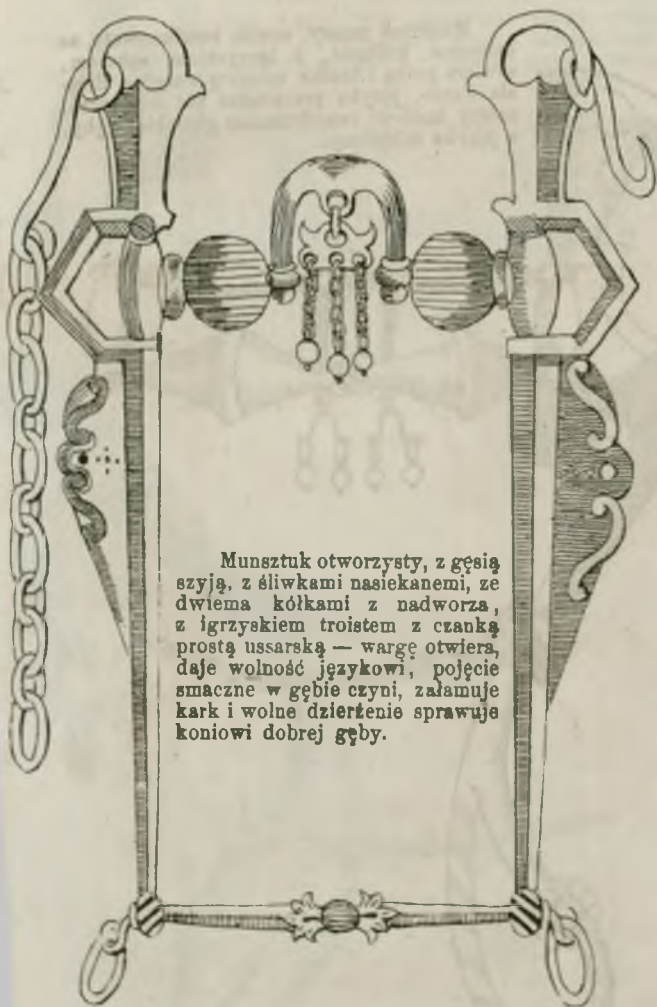 Munsztuk otworzysty, z gęsią
szyją, z śliwkami nasiekanemi, ze
dwiema kółkami z nadworza,
z igrzyskiem troistem z czanką
prostą ussarską — wargę otwiera,
daje wolność językowi, pojęcie
smaczne w gębie czyni, załamuje
kark i wolne dzierżenie sprawuje
koniowi dobrej gęby.